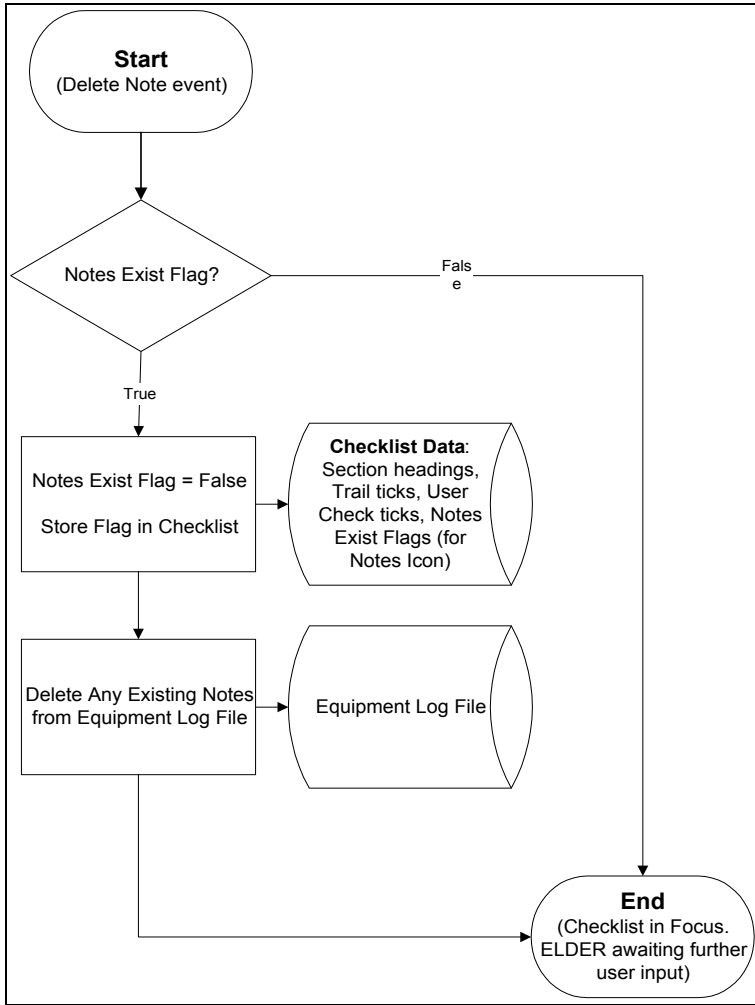 Start
(Delete Note event)
Notes Exist Flag?
Fals
e
True
Notes Exist Flag = False
Store Flag in Checklist
Checklist Data:
Section headings,
Trail ticks, User
Check ticks, Notes
Exist Flags (for
Notes Icon)
Delete Any Existing Notes
from Equipment Log File
Equipment Log File
End
(Checklist in Focus.
ELDER awaiting further
user input)